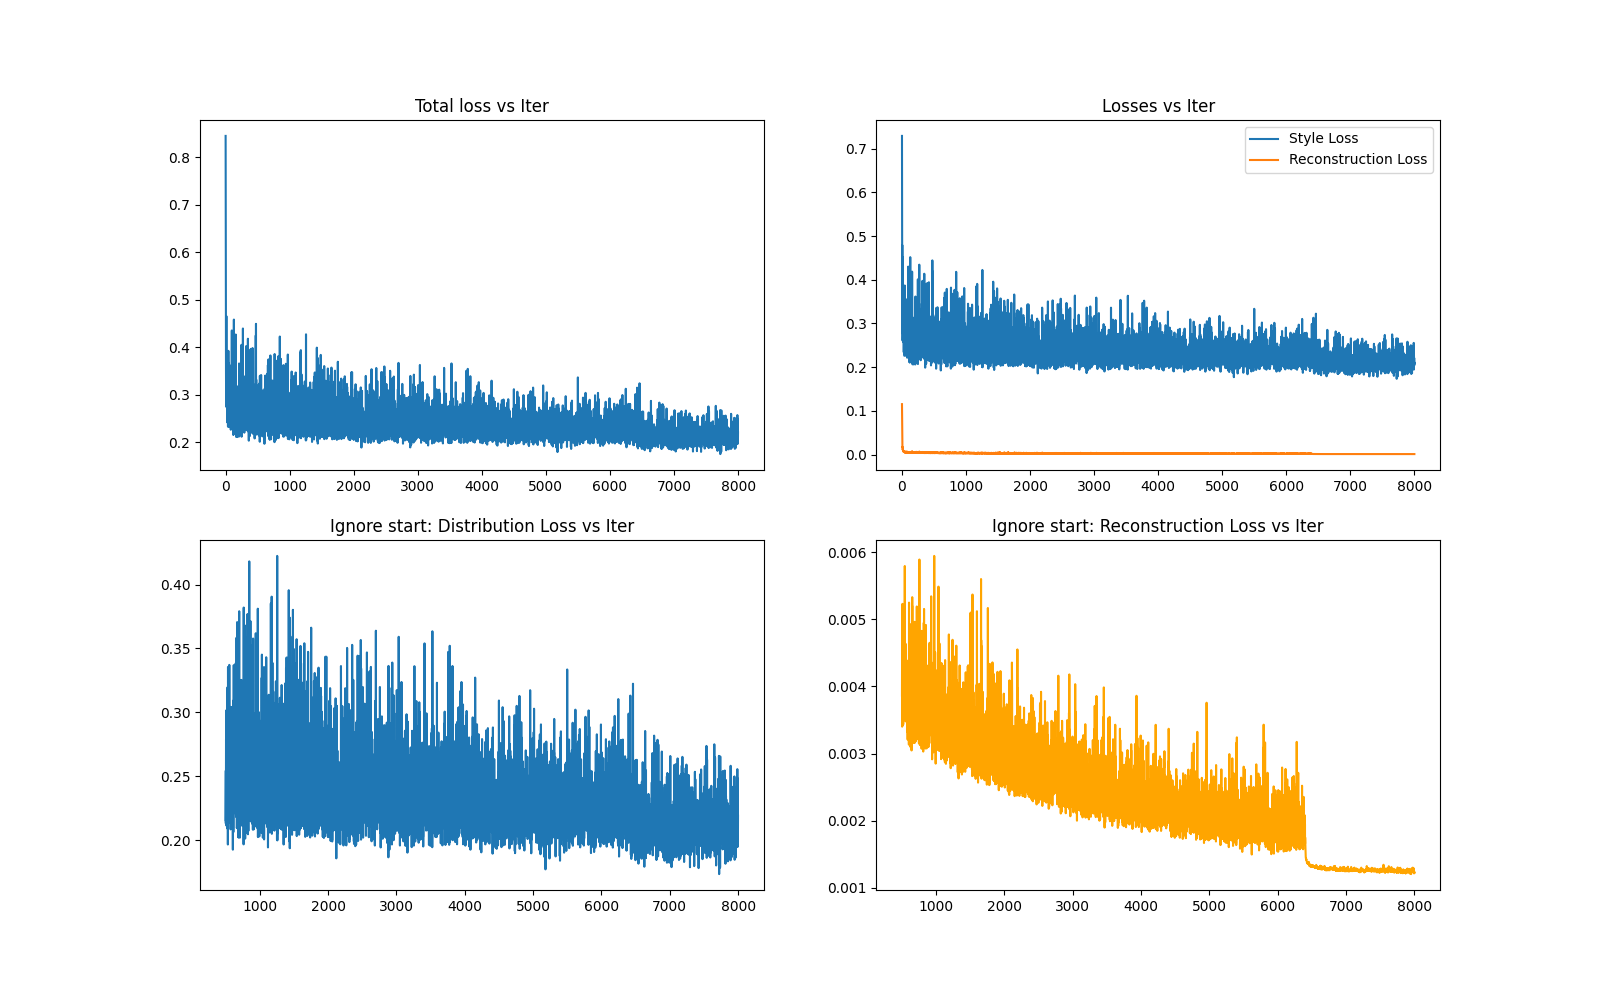 Total loss vs Iter
0.8
0.7
0.6
0.5
0.4
0.3
0.2
0 1000 2000 3000 4000 5000 6000 7000 8000
Losses vs Iter
Style Loss
Reconstruction Loss
0.7
0.6
0.5
0.4
0.3
0.2
0.1
0.0
0 1000 2000 3000 4000 5000 6000 7000 8000
Ignore start: Distribution Loss vs Iter
0.40
0.35
0.30
0.25
0.20
1000 2000 3000 4000 5000 6000 7000 8000
Ignore start: Reconstruction Loss vs Iter
0.006
0.005
0.004
0.003
0.002
0.001
1000 2000 3000 4000 5000 6000 7000 8000